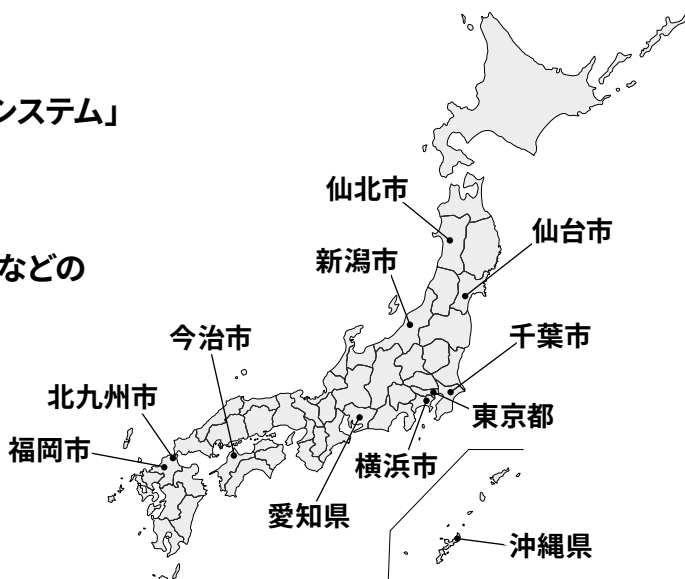 ンステム」
仙北市
仙台市
新潟市
などの
今治市
千葉市
北九州市
東京都
福岡市
横浜市
愛知県
沖縄県